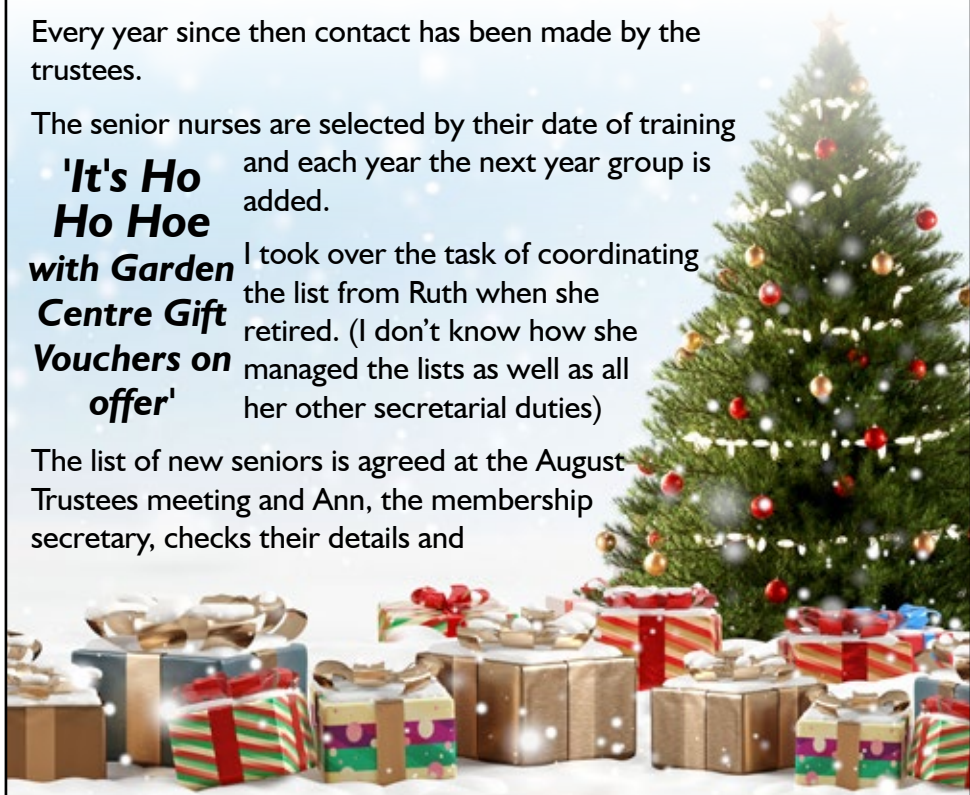 Every year since then contact has been made by the
trustees.
The senior nurses are selected by their date of training
and each year the next year group is
added.
'It's Ho
Ho Hoe
with Garden
Centre Gift
Vouchers on
offer'
I took over the task of coordinating
the list from Ruth when she
retired. (I don’t know how she
managed the lists as well as all
her other secretarial duties)
The list of new seniors is agreed at the August
Trustees meeting and Ann, the membership
secretary, checks their details and